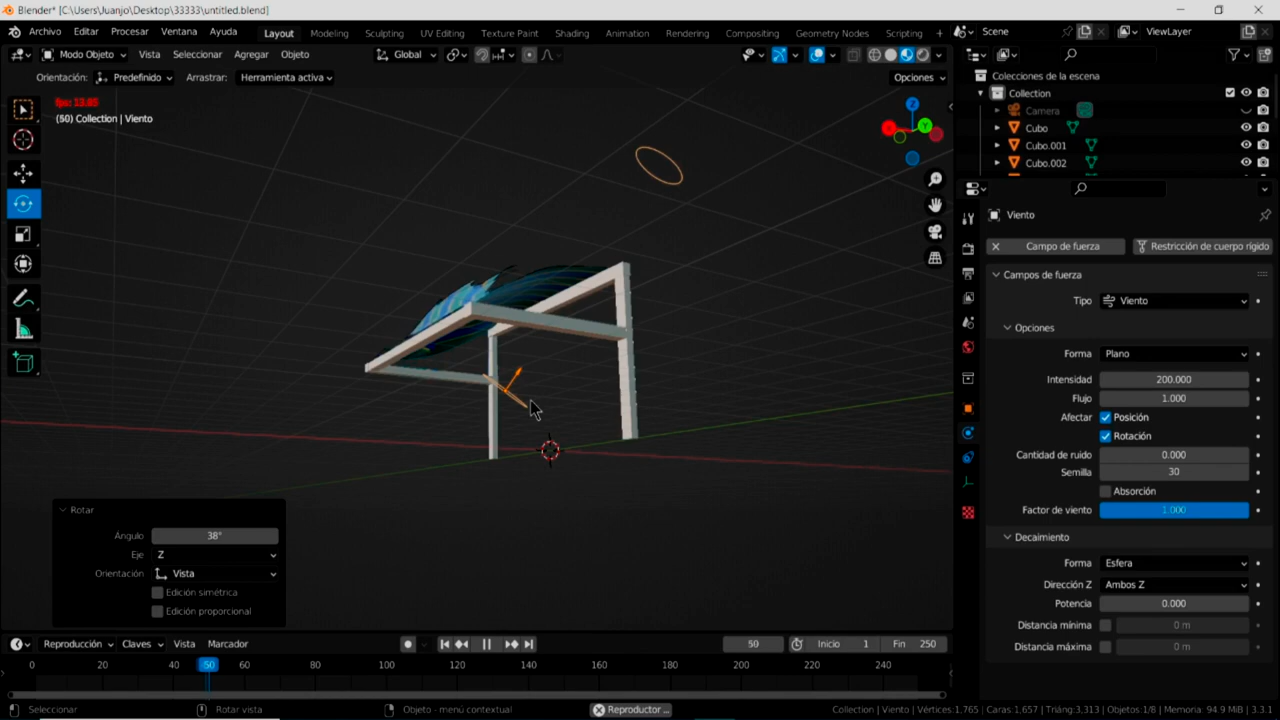 Blender* [C:\Users\Juanjo\Desktop\33333\untitled.blend]
Archivo Editar Procesar Ventana Ayuda Layout Modeling Sculpting UV Editing Texture Paint Shading Animation Rendering Compositing Geometry Nodes Scripting + Scene ViewLayer
Modo Objeto Vista Seleccionar Agregar Objeto Global
Orientación: Predefinido Arrastrar: Herramienta activa Opciones
fps: 13.85
(50) Collection | Viento
Z
Y
Colecciones de la escena
Collection
Camera
Cubo
Cubo.001
Cubo.002
Viento
Campo de fuerza Restricción de cuerpo rígido
Campos de fuerza
Tipo Viento
Opciones
Forma Plano
Intensidad 200.000
Flujo 1.000
Afectar Posición
Rotación
Cantidad de ruido 0.000
Semilla 30
Absorción
Factor de viento 1.000
Decaimiento
Forma Esfera
Dirección Z Ambos Z
Potencia 0.000
Distancia mínima 0 m
Distancia máxima 0 m
Rotar
Ángulo 38°
Eje Z
Orientación Vista
Edición simétrica
Edición proporcional
Reproducción Claves Vista Marcador 50 Inicio 1 Fin 250
0 20 40 50 60 80 100 120 140 160 180 200 220 240
Seleccionar Rotar vista Objeto - menú contextual Reproductor ... Collection | Viento | Vértices:1,765 | Caras:1,657 | Triáng:3,313 | Objetos:1/8 | Memoria: 94.9 MiB | 3.3.1